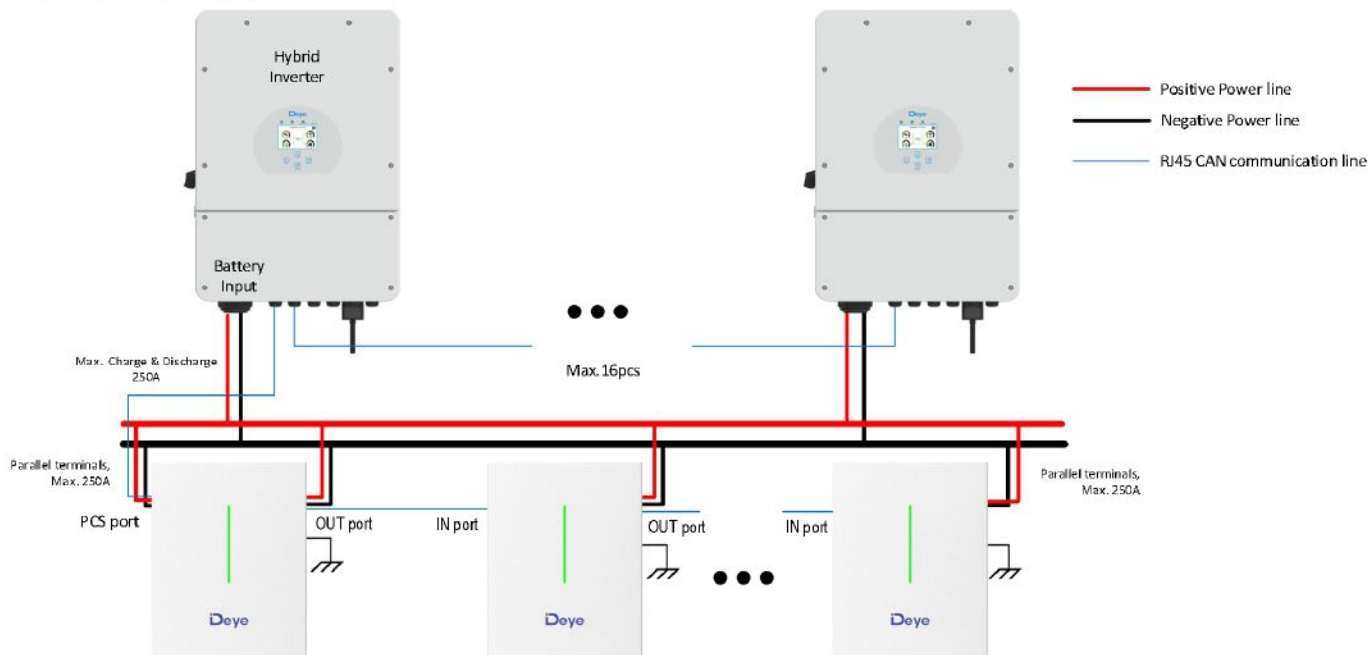 Hybrid
Inverter
Deye
Deye
Positive Power line
Negative Power line
RJ45 CAN communication line
Battery
Input
Max. Charge & Discharge
250A
Max.16pcs
Parallel terminals,
Max. 250A
Parallel terminals,
Max. 250A
PCS port
OUT port
IN port
OUT port
IN port
Deye
Deye
Deye